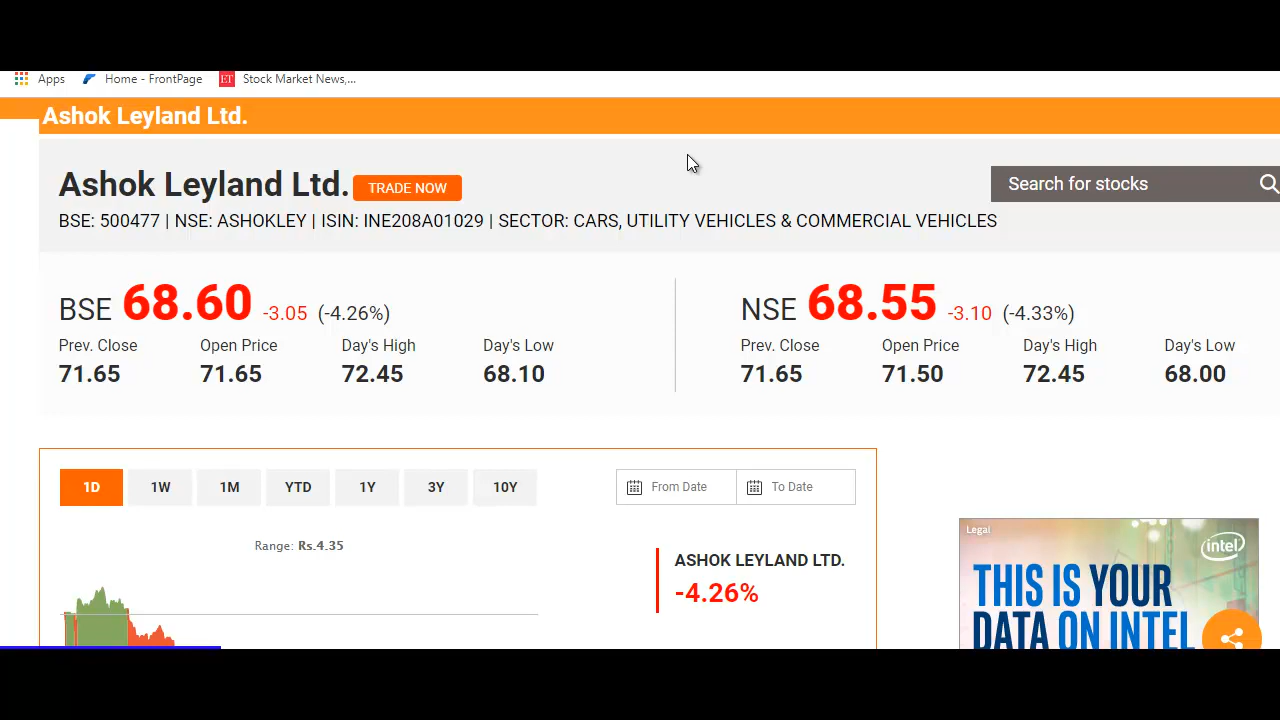 Apps Home - FrontPage ET Stock Market News,...
Ashok Leyland Ltd.
Ashok Leyland Ltd. TRADE NOW
Search for stocks
BSE: 500477 | NSE: ASHOKLEY | ISIN: INE208A01029 | SECTOR: CARS, UTILITY VEHICLES & COMMERCIAL VEHICLES
BSE 68.60 -3.05 (-4.26%)
Prev. Close Open Price Day's High Day's Low
71.65 71.65 72.45 68.10
NSE 68.55 -3.10 (-4.33%)
Prev. Close Open Price Day's High Day's Low
71.65 71.50 72.45 68.00
1D 1W 1M YTD 1Y 3Y 10Y
From Date To Date
Range: Rs.4.35
ASHOK LEYLAND LTD.
-4.26%
Legal
intel
THIS IS YOUR
DATA ON INTEL